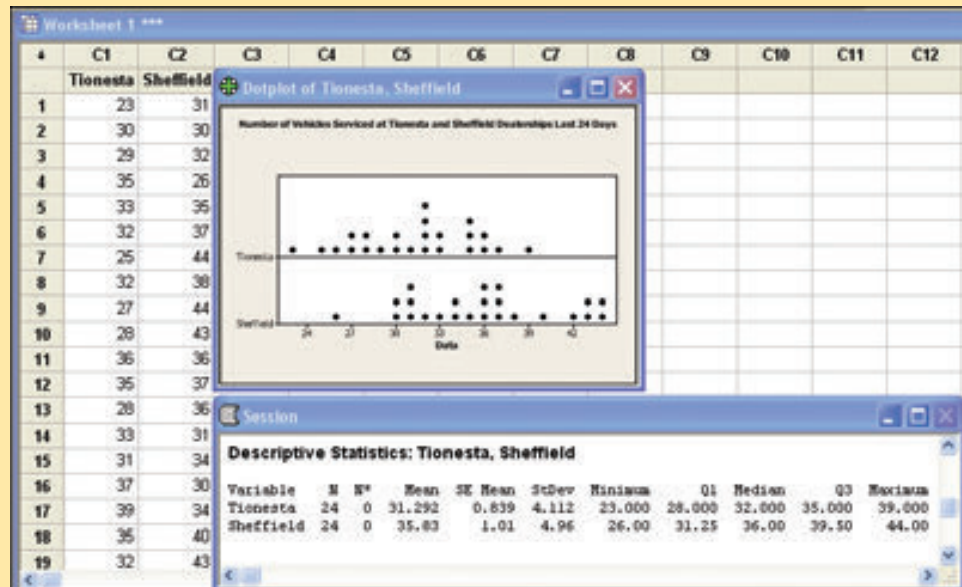 Worksheet 1 ***
C1 C2 C3 C4 C5 C6 C7 C8 C9 C10 C11 C12
Tionesta Sheffield
1 23 31
2 30 30
3 29 32
4 35 26
5 33 35
6 32 37
7 25 44
8 32 38
9 27 44
10 28 43
11 36 36
12 35 37
13 28 36
14 33 31
15 31 34
16 37 30
17 39 34
18 35 40
19 32 43
Dotplot of Tionesta, Sheffield
Number of Vehicles Serviced at Tionesta and Sheffield Dealerships Last 24 Days
Tionesta
Sheffield
24 27 30 33 36 39 42
Data
Session
Descriptive Statistics: Tionesta, Sheffield
Variable N N* Mean SE Mean StDev Minimum Q1 Median Q3 Maximum
Tionesta 24 0 31.292 0.839 4.112 23.000 28.000 32.000 35.000 39.000
Sheffield 24 0 35.83 1.01 4.96 26.00 31.25 36.00 39.50 44.00